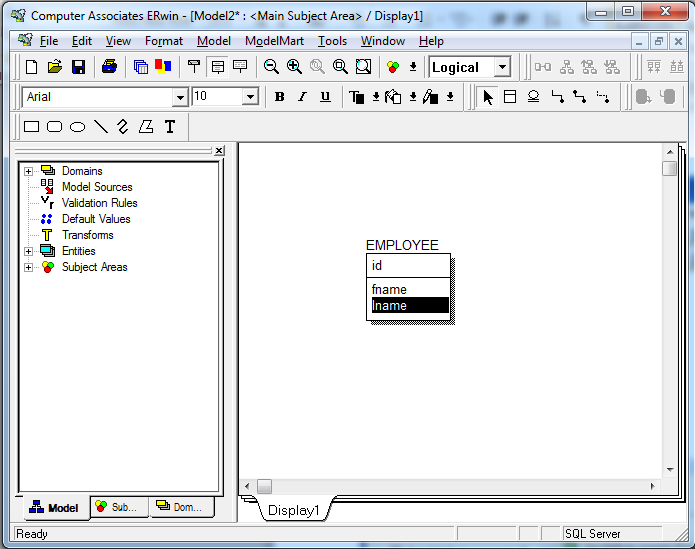 Computer Associates ERwin - [Model2* : <Main Subject Area> / Display1]
File Edit View Format Model ModelMart Tools Window Help
Logical
Arial 10 B I U T
T
Domains
Model Sources
Validation Rules
Default Values
Transforms
Entities
Subject Areas
EMPLOYEE
id
fname
lname
Model Sub... Dom...
Display1
Ready SQL Server